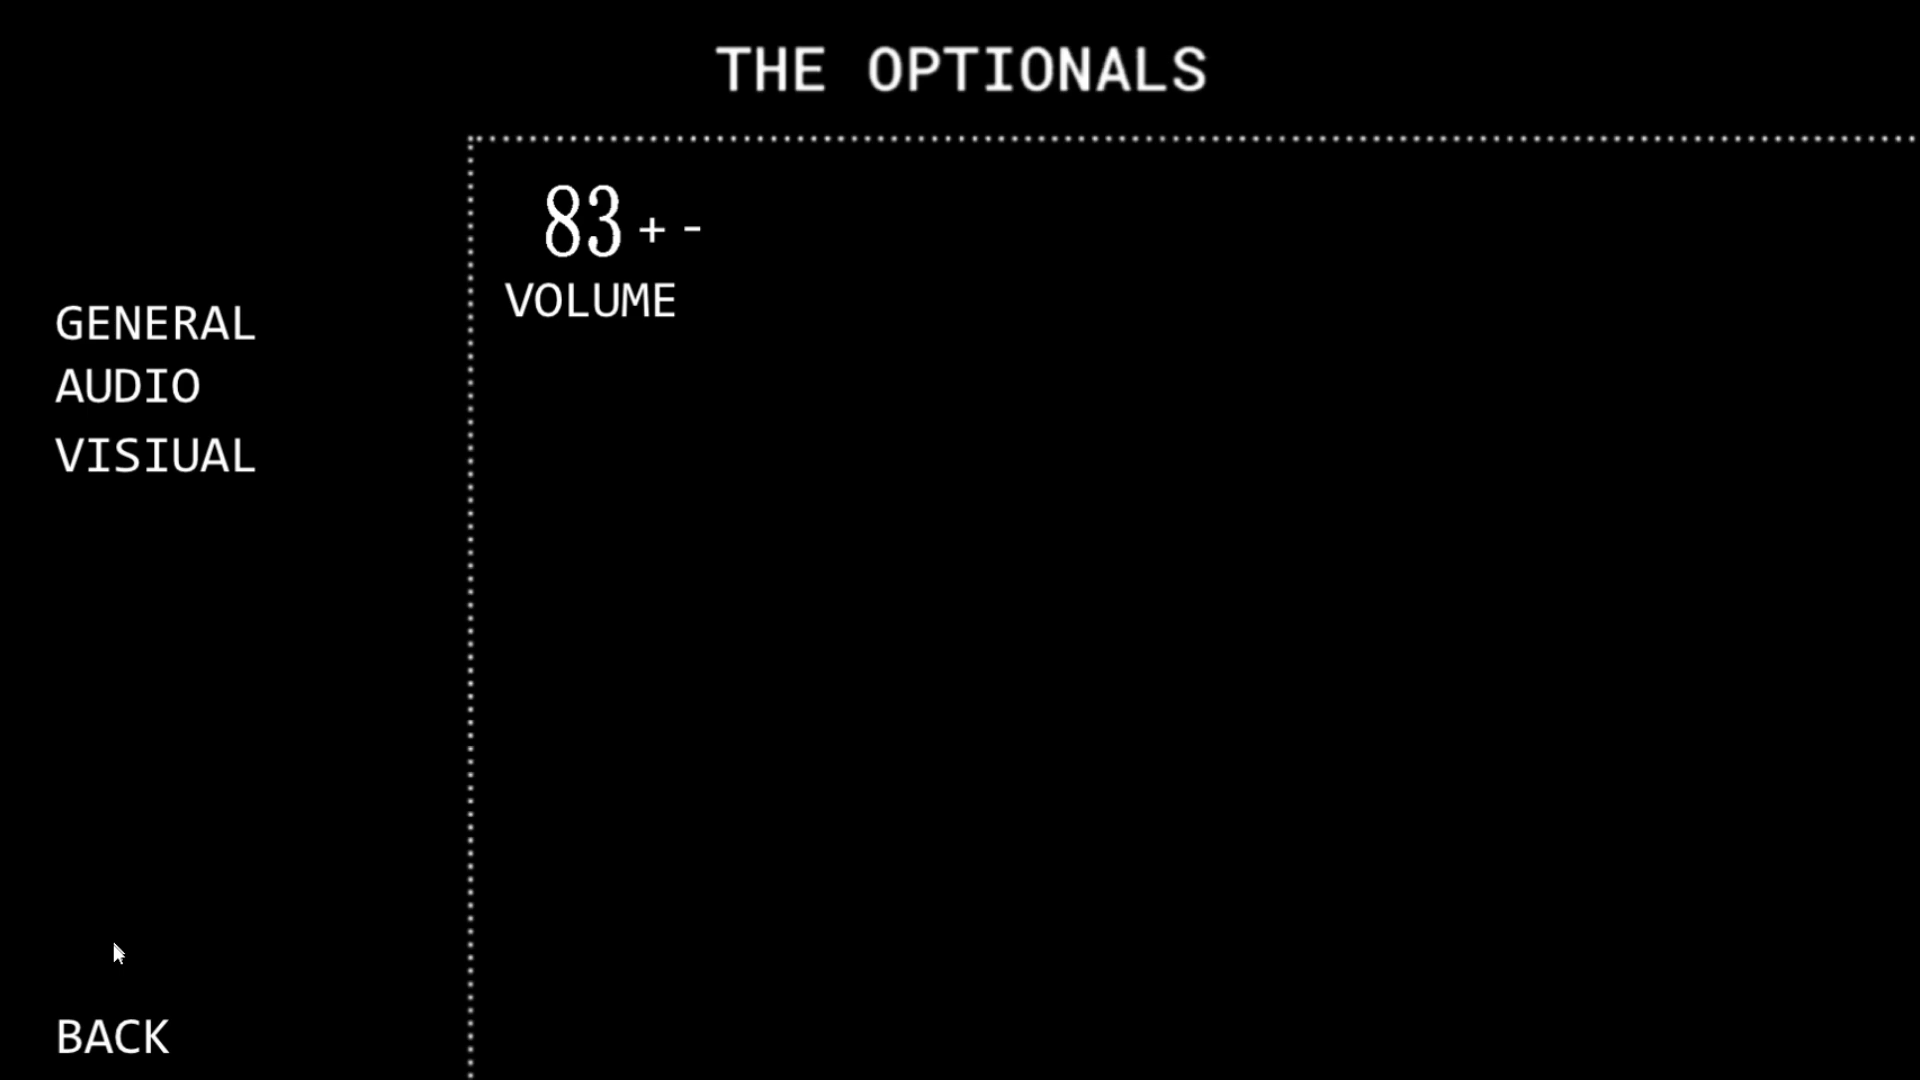 THE OPTIONALS
83 + -
VOLUME
GENERAL
AUDIO
VISIUAL
BACK